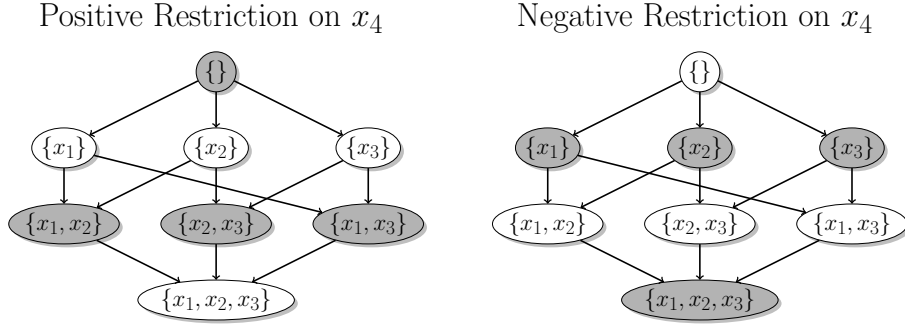 Positive Restriction on x₄
Negative Restriction on x₄
{}
{x₁} {x₂} {x₃}
{x₁, x₂} {x₂, x₃} {x₁, x₃}
{x₁, x₂, x₃}
{}
{x₁} {x₂} {x₃}
{x₁, x₂} {x₂, x₃} {x₁, x₃}
{x₁, x₂, x₃}